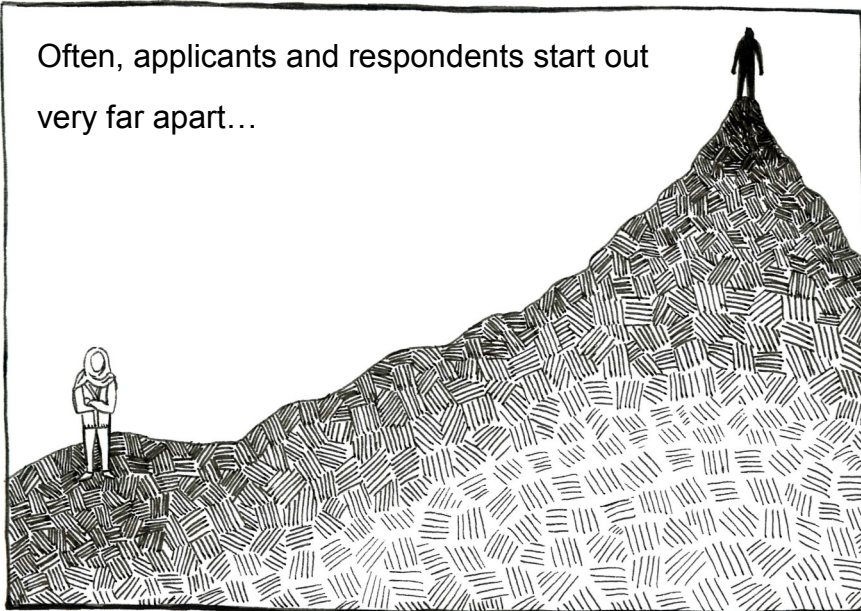 Often, applicants and respondents start out
very far apart…